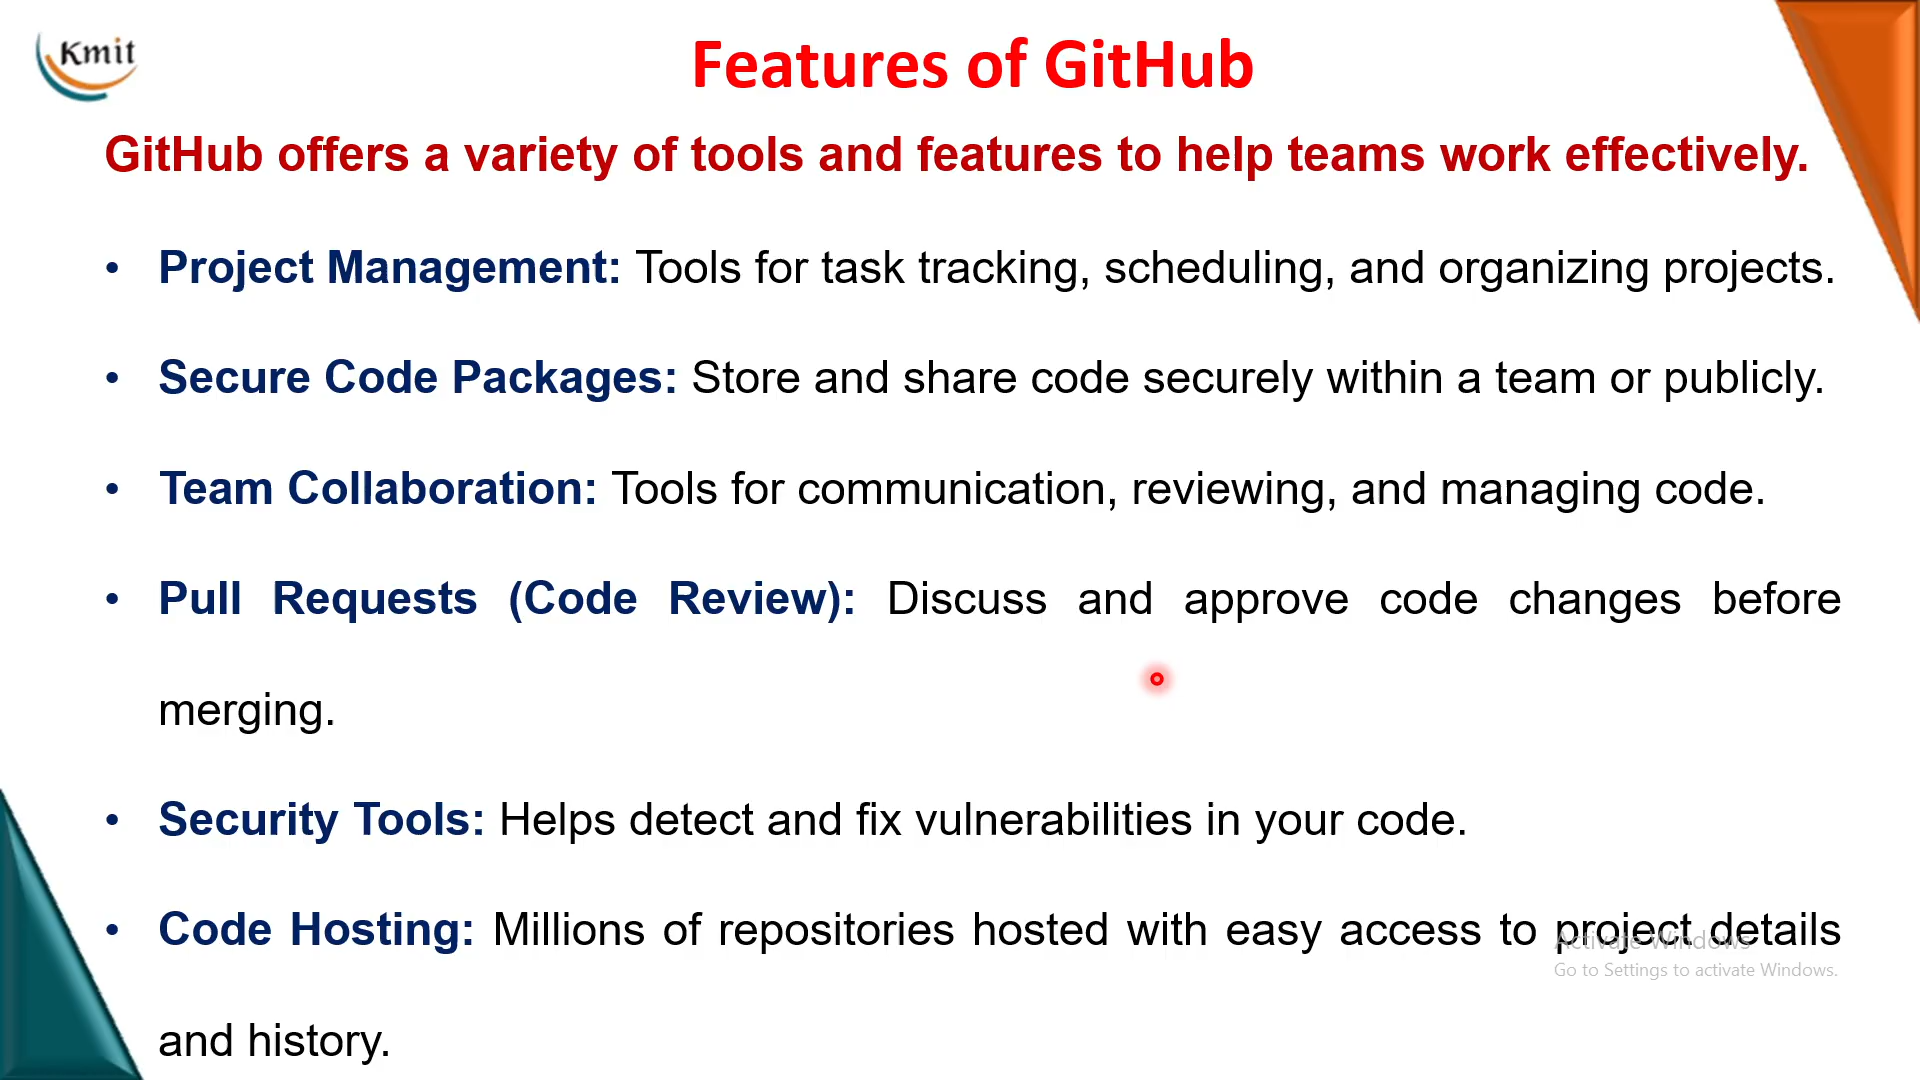 Kmit
Features of GitHub
GitHub offers a variety of tools and features to help teams work effectively.
• Project Management: Tools for task tracking, scheduling, and organizing projects.
• Secure Code Packages: Store and share code securely within a team or publicly.
• Team Collaboration: Tools for communication, reviewing, and managing code.
• Pull Requests (Code Review): Discuss and approve code changes before
merging.
• Security Tools: Helps detect and fix vulnerabilities in your code.
• Code Hosting: Millions of repositories hosted with easy access to project details
Activate Windows
Go to Settings to activate Windows.
and history.